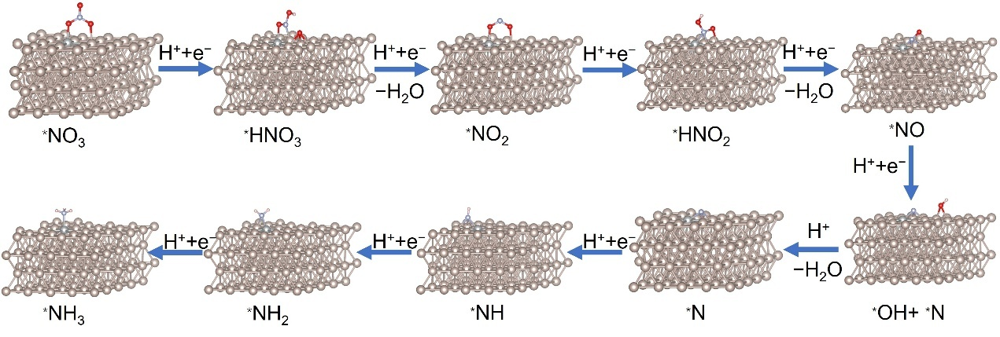 H⁺+e⁻ H⁺+e⁻ H⁺+e⁻ H⁺+e⁻
−H₂O −H₂O
*NO₃ *HNO₃ *NO₂ *HNO₂ *NO
H⁺+e⁻
H⁺+e⁻ H⁺+e⁻ H⁺+e⁻ H⁺
−H₂O
*NH₃ *NH₂ *NH *N *OH+ *N